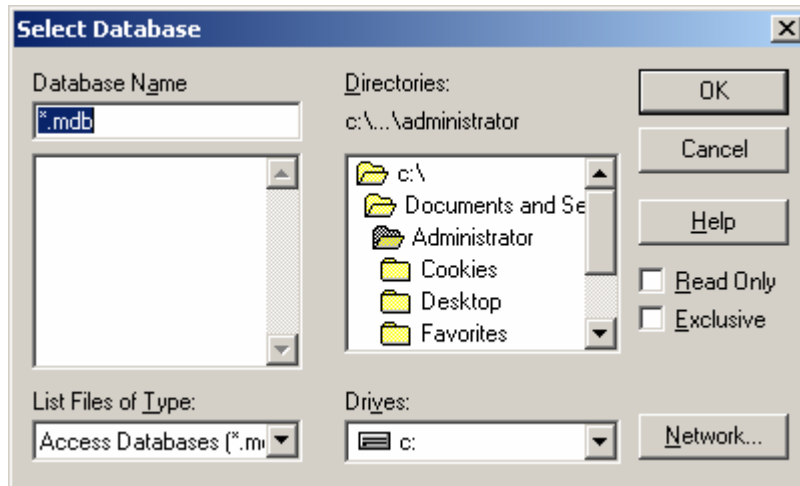 Select Database
Database Name
*.mdb
Directories:
c:\...\administrator
c:\
Documents and Se
Administrator
Cookies
Desktop
Favorites
OK
Cancel
Help
Read Only
Exclusive
List Files of Type:
Access Databases (*.m
Drives:
c:
Network...